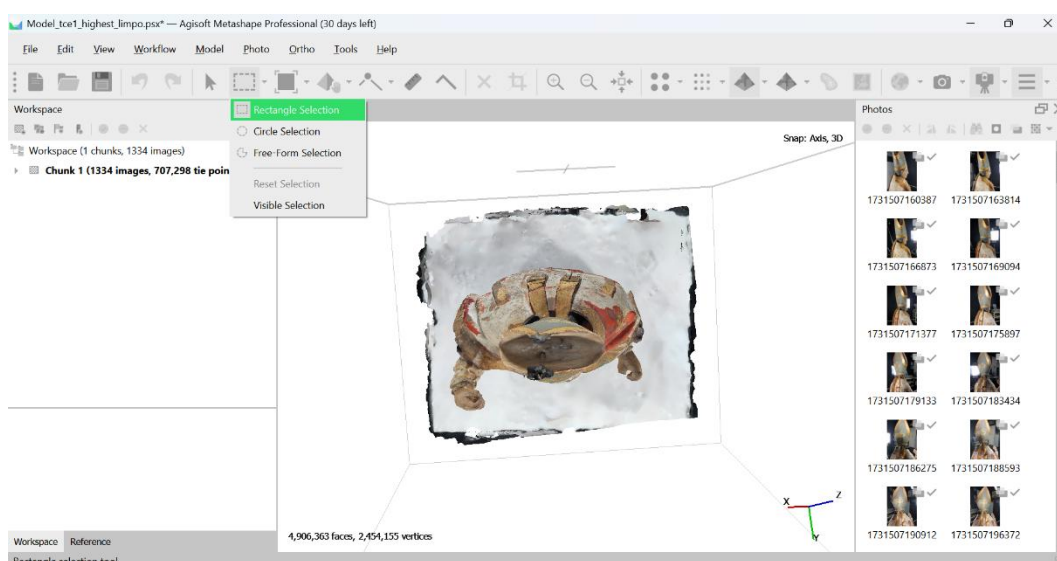 Model_tce1_highest_limpo.psx* — Agisoft Metashape Professional (30 days left)
File Edit View Workflow Model Photo Ortho Tools Help
Workspace
Workspace (1 chunks, 1334 images)
Chunk 1 (1334 images, 707,298 tie poin
Rectangle Selection
Circle Selection
Free-Form Selection
Reset Selection
Visible Selection
Snap: Axis, 3D
X
Z
Y
4,906,363 faces, 2,454,155 vertices
Photos
1731507160387 1731507163814
1731507166873 1731507169094
1731507171377 1731507175897
1731507179133 1731507183434
1731507186275 1731507188593
1731507190912 1731507196372
Workspace Reference
Rectangle selection tool